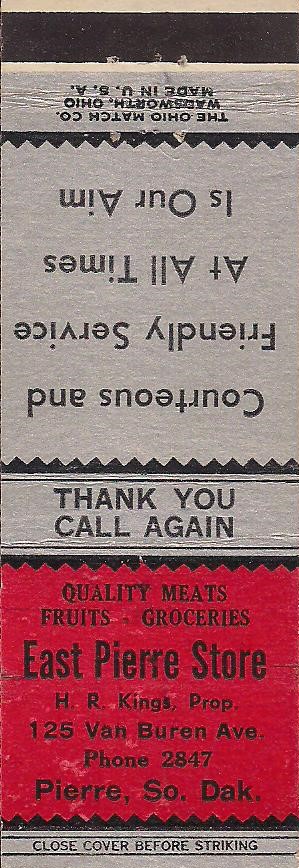 THE OHIO MATCH CO.
WADSWORTH, OHIO
MADE IN U. S. A.
Courteous and
Friendly Service
At All Times
Is Our Aim
THANK YOU
CALL AGAIN
QUALITY MEATS
FRUITS - GROCERIES
East Pierre Store
H. R. Kings, Prop.
125 Van Buren Ave.
Phone 2847
Pierre, So. Dak.
CLOSE COVER BEFORE STRIKING